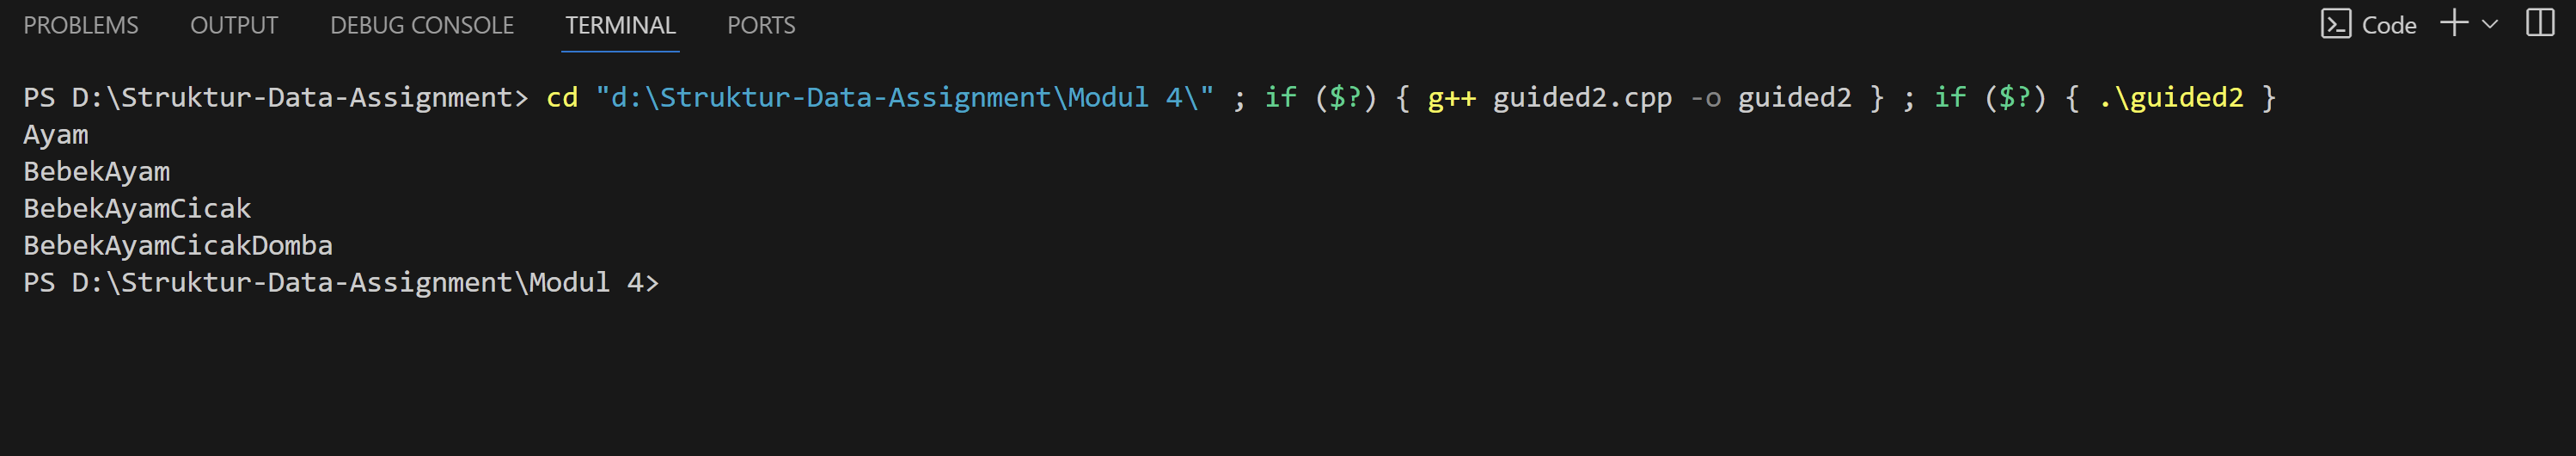 PROBLEMS OUTPUT DEBUG CONSOLE TERMINAL PORTS Code
PS D:\Struktur-Data-Assignment> cd "d:\Struktur-Data-Assignment\Modul 4\" ; if ($?) { g++ guided2.cpp -o guided2 } ; if ($?) { .\guided2 }
Ayam
BebekAyam
BebekAyamCicak
BebekAyamCicakDomba
PS D:\Struktur-Data-Assignment\Modul 4>